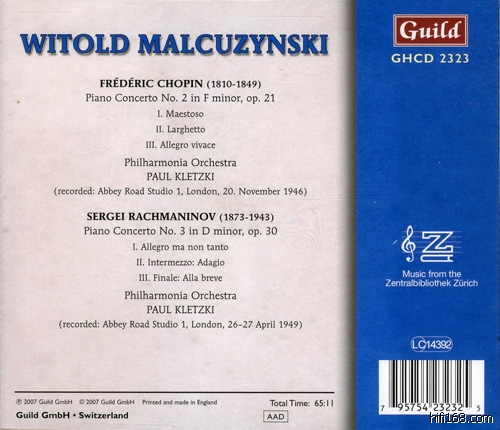 WITOLD MALCUZYNSKI
FRÉDÉRIC CHOPIN (1810-1849)
Piano Concerto No. 2 in F minor, op. 21
I. Maestoso
II. Larghetto
III. Allegro vivace
Philharmonia Orchestra
PAUL KLETZKI
(recorded: Abbey Road Studio 1, London, 20. November 1946)
SERGEI RACHMANINOV (1873-1943)
Piano Concerto No. 3 in D minor, op. 30
I. Allegro ma non tanto
II. Intermezzo: Adagio
III. Finale: Alla breve
Philharmonia Orchestra
PAUL KLETZKI
(recorded: Abbey Road Studio 1, London, 26-27 April 1949)
℗ 2007 Guild GmbH © 2007 Guild GmbH Printed and made in England
Guild GmbH • Switzerland
Total Time: 65:11
AAD
Guild
GHCD 2323
Z
Music from the
Zentralbibliothek Zürich
LC14392
7 95754 23232 5
hifi168.com